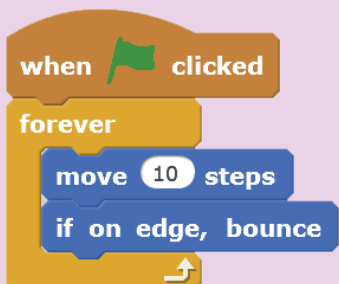 when clicked
forever
move 10 steps
if on edge, bounce